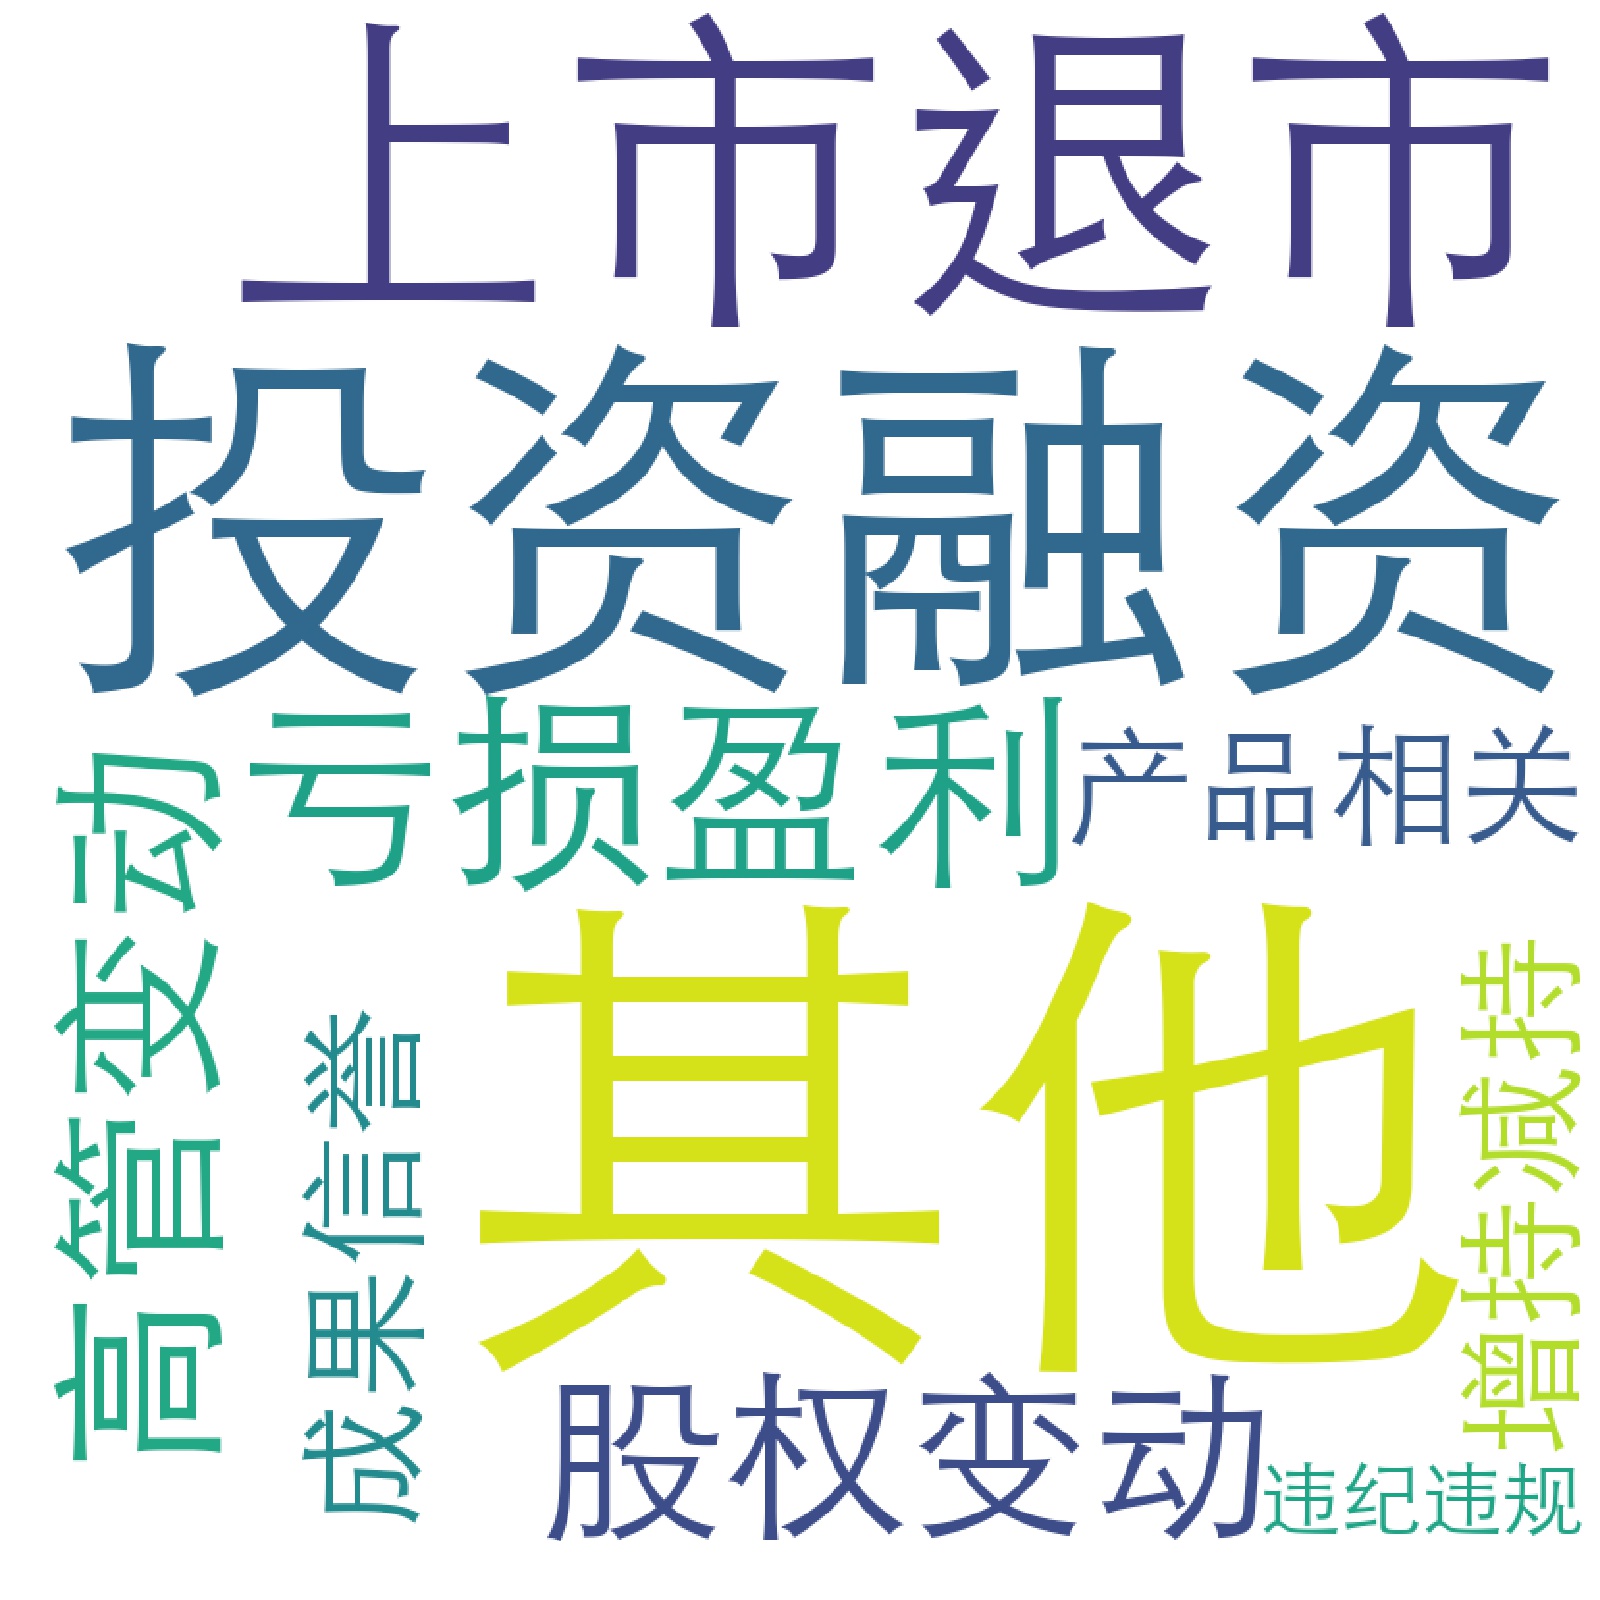 上市退市
投资融资
亏损盈利
产品相关
高管变动
成果信誉
其他
增持减持
股权变动
违纪违规